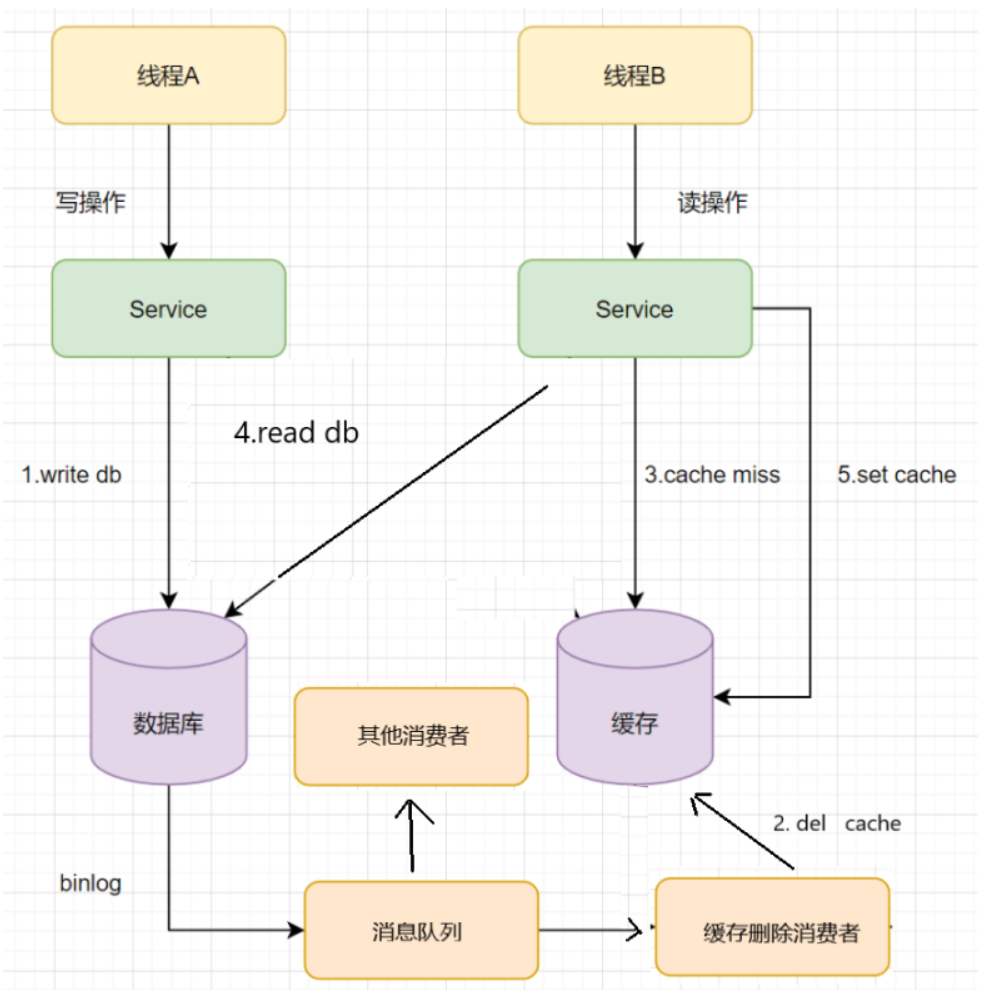 线程A
线程B
写操作
读操作
Service
Service
4.read db
1.write db
3.cache miss
5.set cache
数据库
其他消费者
缓存
2. del cache
binlog
消息队列
缓存删除消费者